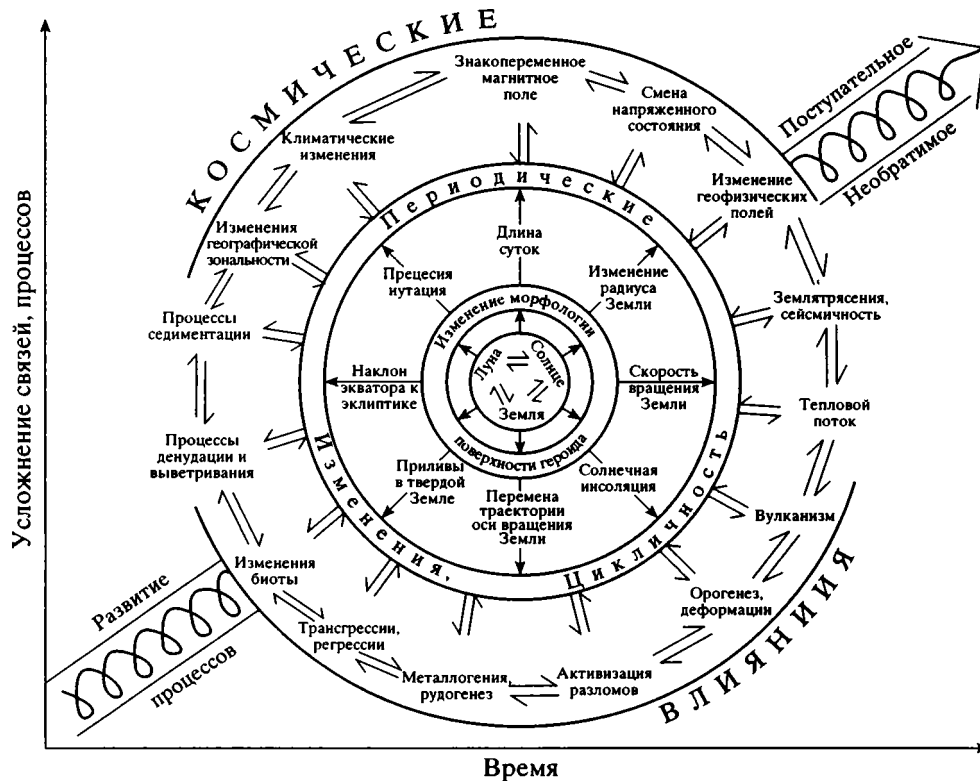 КОСМИЧЕСКИЕ
Знакопеременное
магнитное
поле
Смена
напряженного
состояния
Поступательное
Необратимое
Климатические
изменения
Изменение
геофизических
полей
Периодические
Изменения
географической
зональности
Длина
суток
Прецесия
нутация
Изменение
радиуса
Земли
Изменение морфологии
Процессы
седиментации
Землятрясения,
сейсмичность
Луна
Солнце
Земля
Наклон
экватора к
эклиптике
Скорость
вращения
Земли
Тепловой
поток
Процессы
денудации и
выветривания
поверхности героида
Приливы
в твердой
Земле
Перемена
траектории
оси вращения
Земли
Солнечная
инсоляция
Изменения, Цикличность
Вулканизм
Изменения
биоты
Орогенез,
деформации
Развитие
процессов
Трансгрессии,
регрессии
Металлогения,
рудогенез
Активизация
разломов
ВЛИЯНИИЯ
Усложнение связей, процессов
Время